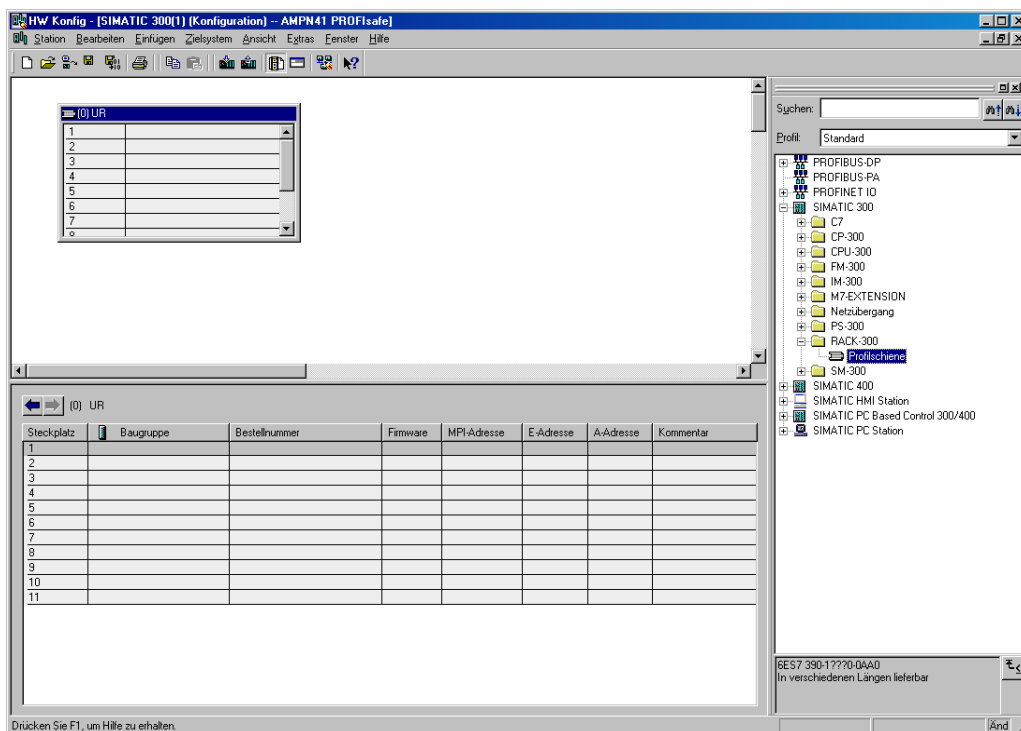 HW Konfig - [SIMATIC 300(1) (Konfiguration) -- AMPN41 PROFIsafe]
Station Bearbeiten Einfügen Zielsystem Ansicht Extras Fenster Hilfe
(0) UR
1
2
3
4
5
6
7
Suchen:
Profil: Standard
PROFIBUS-DP
PROFIBUS-PA
PROFINET IO
SIMATIC 300
C7
CP-300
CPU-300
FM-300
IM-300
M7-EXTENSION
Netzübergang
PS-300
RACK-300
Profilschiene
SM-300
SIMATIC 400
SIMATIC HMI Station
SIMATIC PC Based Control 300/400
SIMATIC PC Station
(0) UR
Steckplatz Baugruppe Bestellnummer Firmware MPI-Adresse E-Adresse A-Adresse Kommentar
1
2
3
4
5
6
7
8
9
10
11
6ES7 390-1???0-0AA0
In verschiedenen Längen lieferbar
Drücken Sie F1, um Hilfe zu erhalten.
Änd